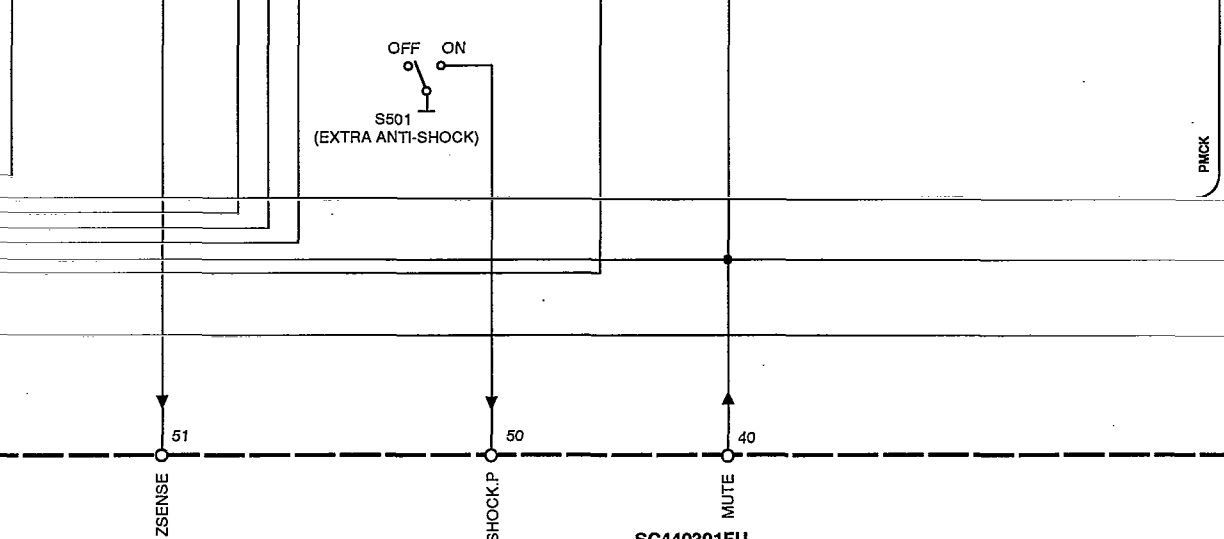 OFF ON
S501
(EXTRA ANTI-SHOCK)
PMCK
51
50
40
ZSENSE
SHOCK.P
MUTE